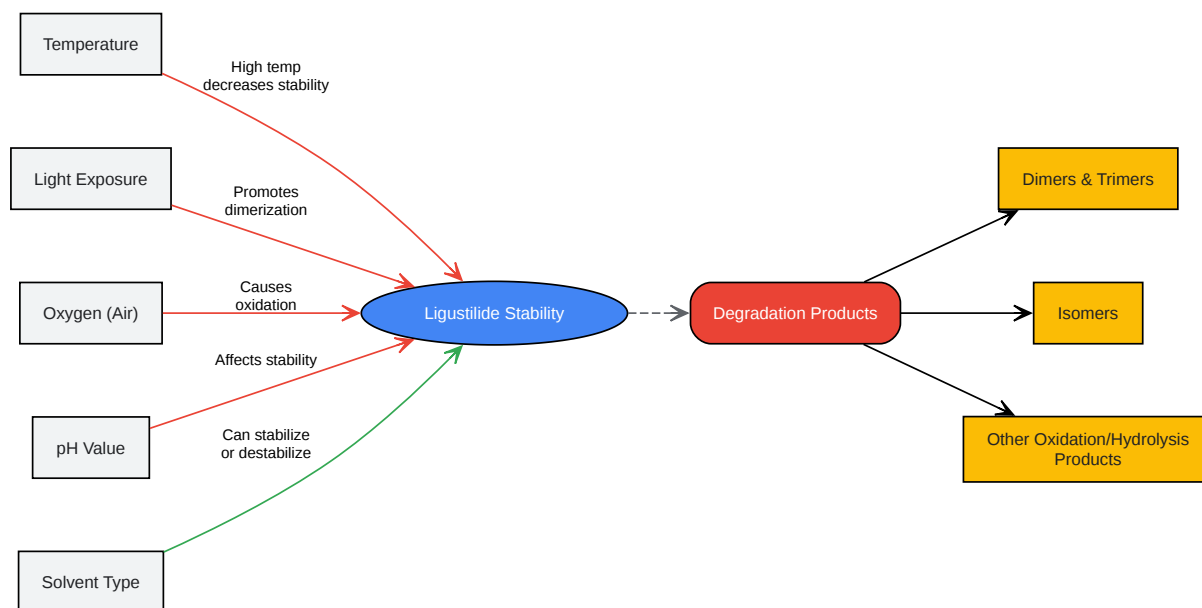 Temperature
High temp
decreases stability
Light Exposure
Promotes
dimerization
Dimers & Trimers
Oxygen (Air)
Causes
oxidation
Ligustilide Stability
Degradation Products
Isomers
pH Value
Affects stability
Can stabilize
or destabilize
Other Oxidation/Hydrolysis
Products
Solvent Type